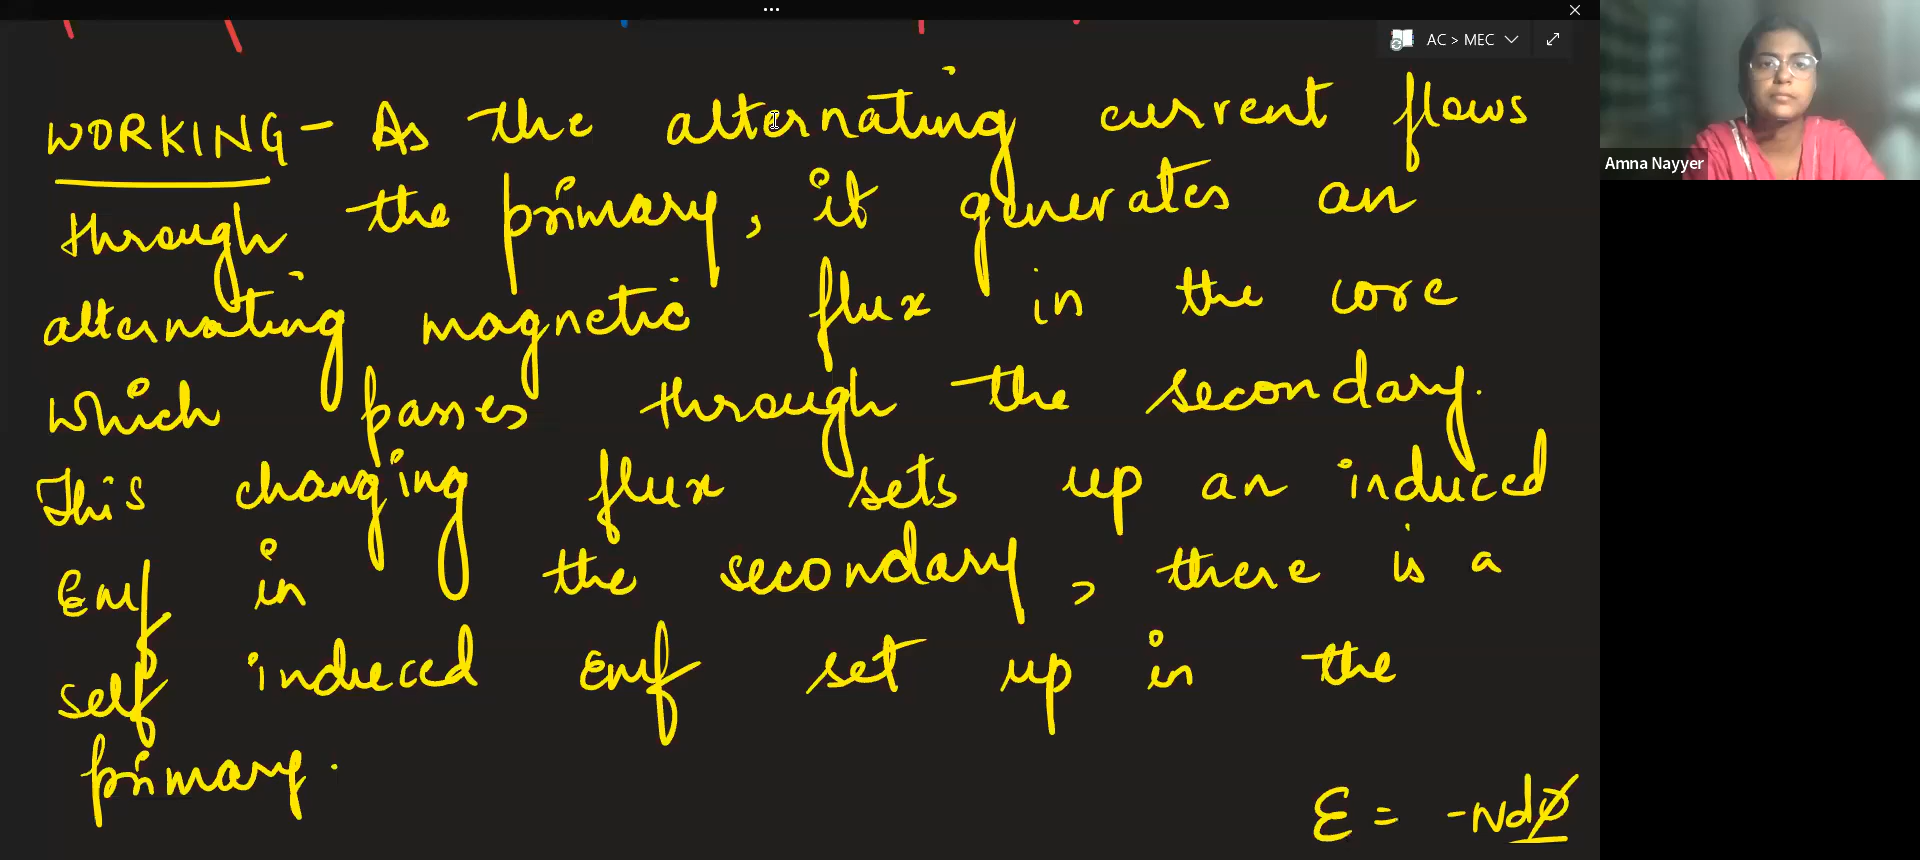 AC > MEC
Amna Nayyer
WORKING - As the alternating current flows
through the primary, it generates an
alternating magnetic flux in the core
which passes through the secondary.
This changing flux sets up an induced
Emf in the secondary, there is a
self induced Emf set up in the
primary.
ε = -Ndφ